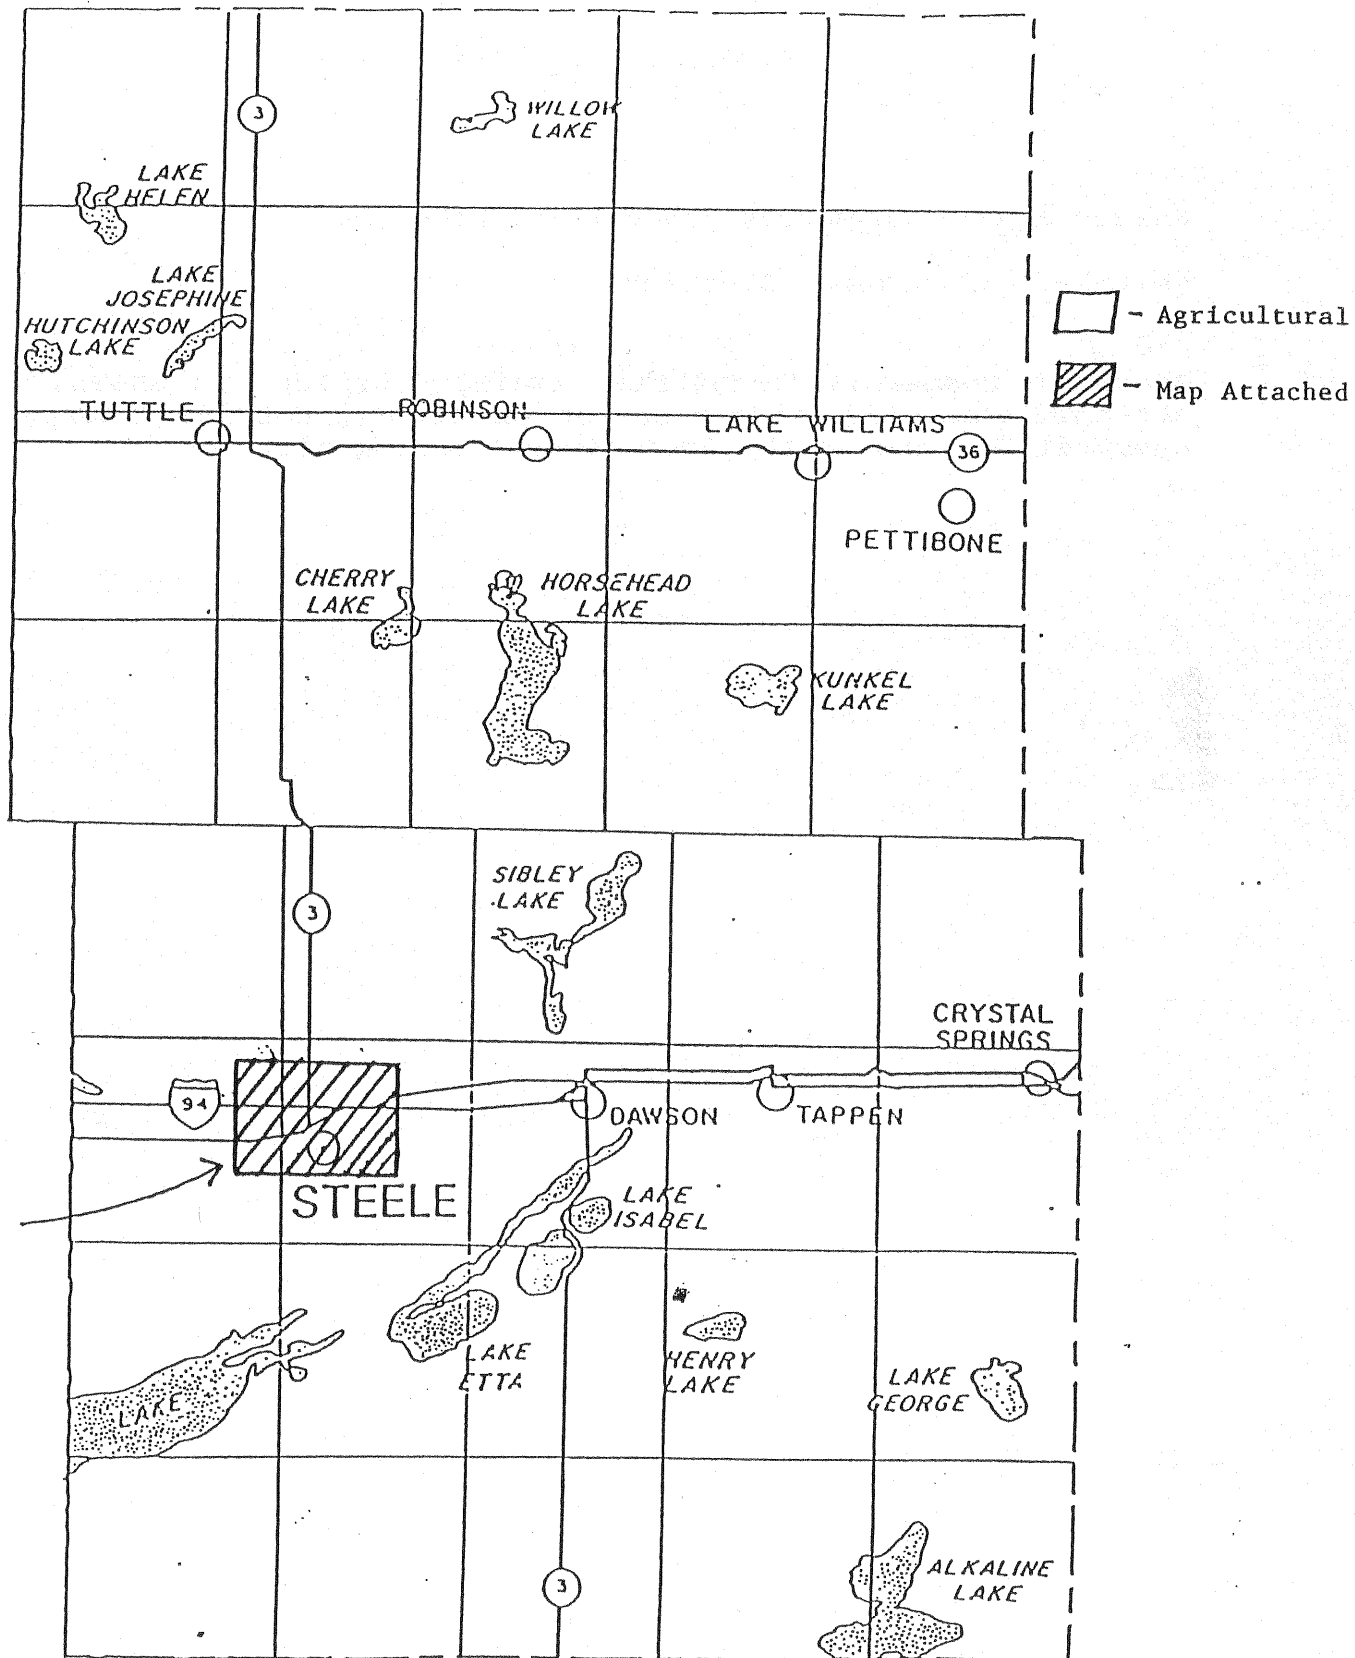 3
WILLOW
LAKE
LAKE
HELEN
LAKE
JOSEPHINE
HUTCHINSON
LAKE
- Agricultural
- Map Attached
TUTTLE
ROBINSON
LAKE WILLIAMS
36
PETTIBONE
CHERRY
LAKE
HORSEHEAD
LAKE
KUNKEL
LAKE
SIBLEY
LAKE
3
CRYSTAL
SPRINGS
94
DAWSON
TAPPEN
STEELE
LAKE
ISABEL
LAKE
ETTA
HENRY
LAKE
LAKE
GEORGE
LAKE
3
ALKALINE
LAKE